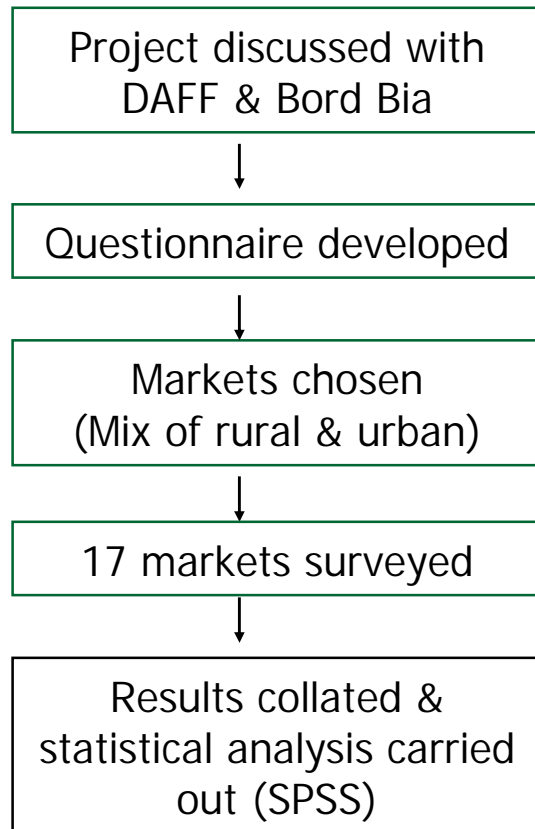 Project discussed with
DAFF & Bord Bia
Questionnaire developed
Markets chosen
(Mix of rural & urban)
17 markets surveyed
Results collated &
statistical analysis carried
out (SPSS)